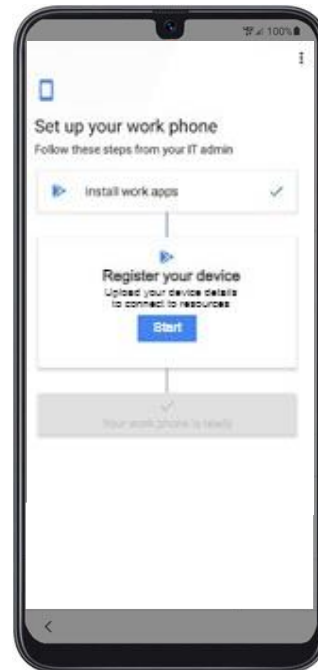 100%
Set up your work phone
Follow these steps from your IT admin
Install work apps
Register your device
Upload your device details
to connect to resources
Start
Your work phone is ready